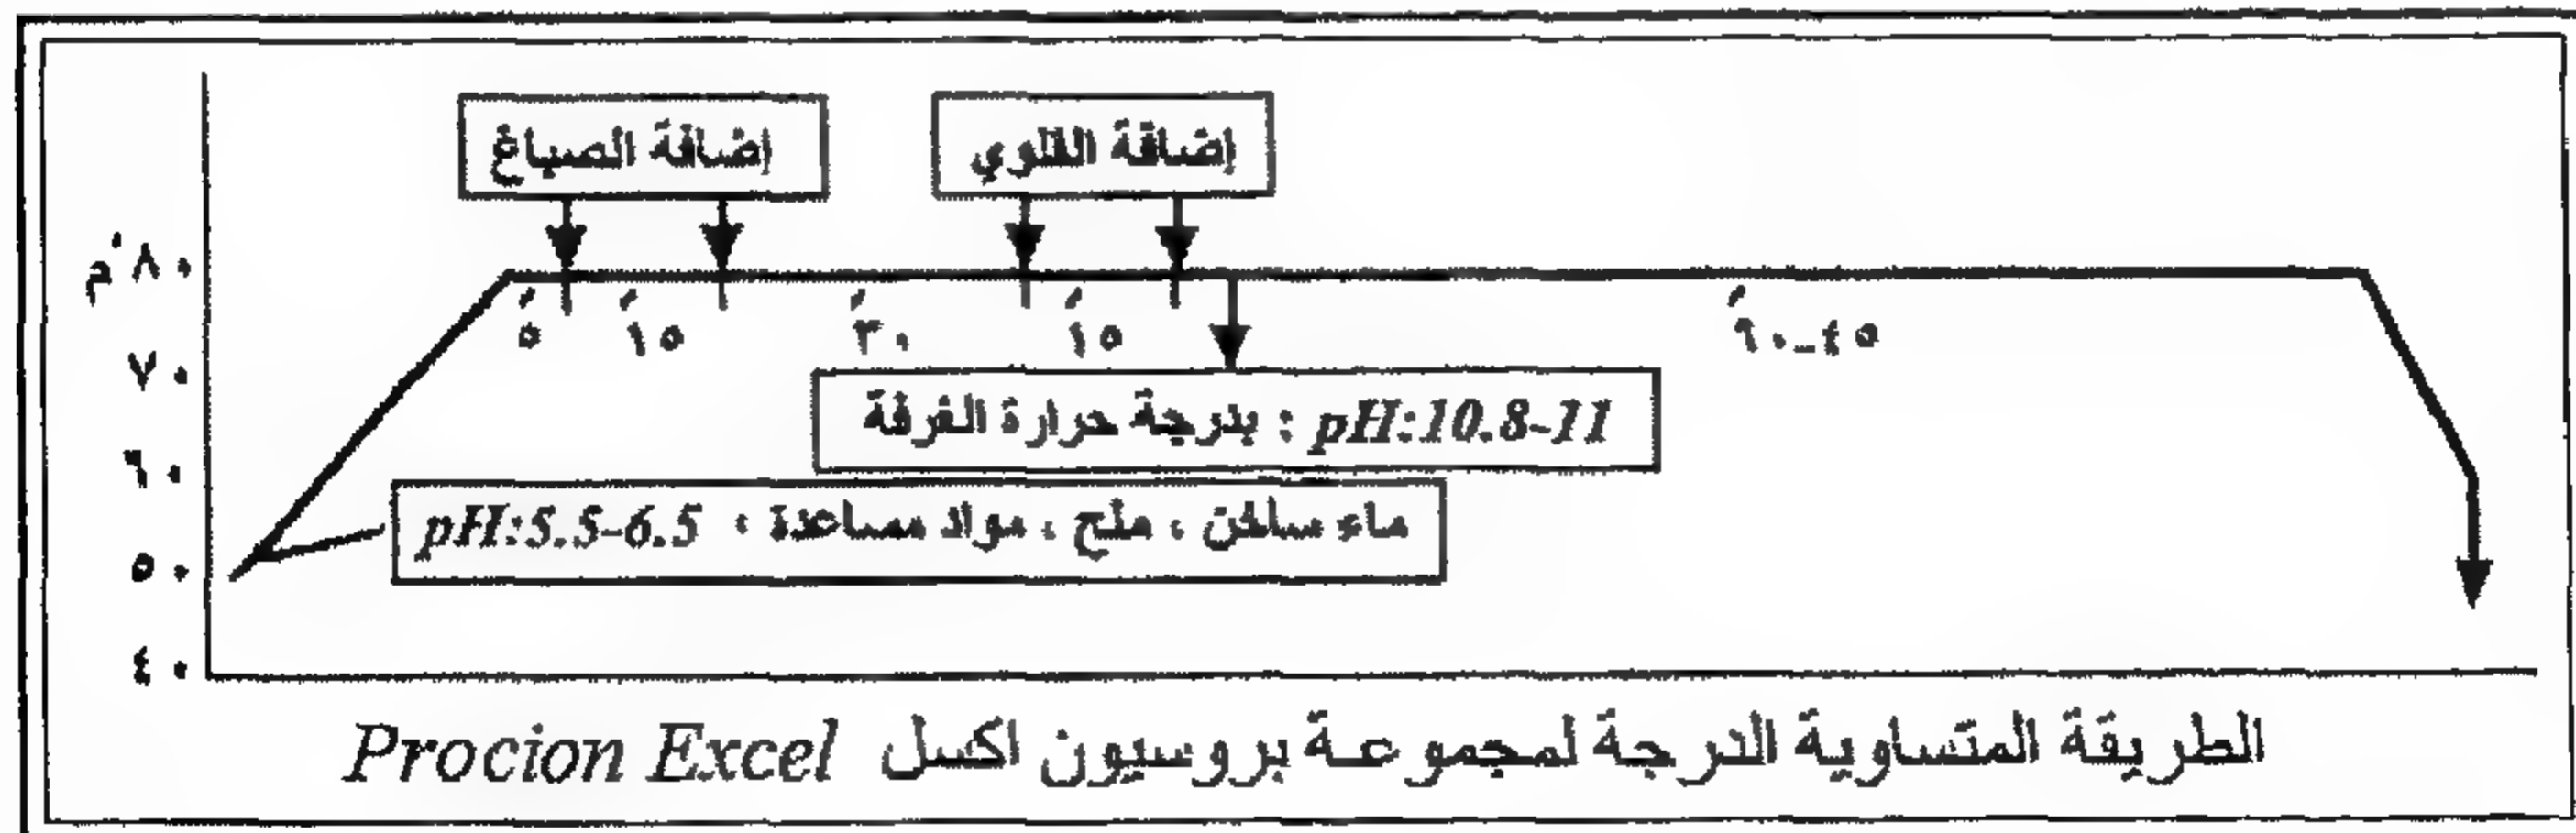 إضافة الصباغ
إضافة القلوي
٨٠ م
٥ ١٥ ٣٠ ١٥ ٤٥-٦٠
٧٠
pH:10.8-11 : بدرجة حرارة الغرفة
٦٠
ماء ساخن ، ملح ، مواد مساعدة ، pH:5.5-6.5
٥٠
٤٠
الطريقة المتساوية الدرجة لمجموعة بروسيون اكسل Procion Excel